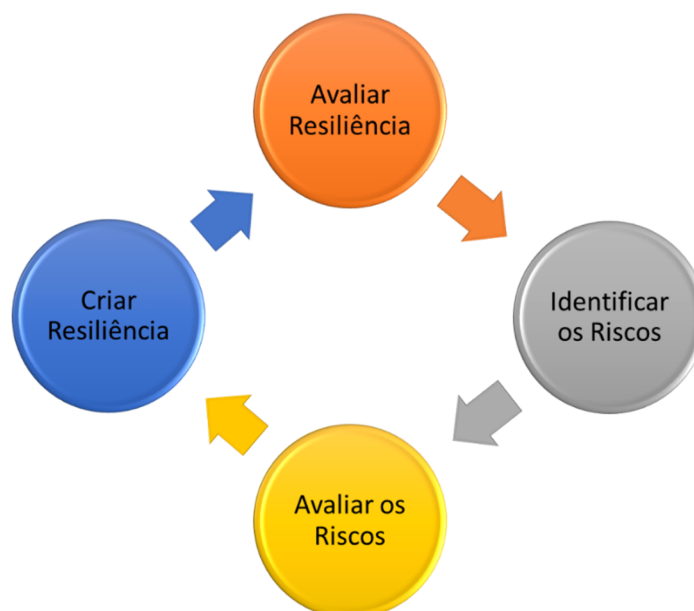 Avaliar
Resiliência
Identificar
os Riscos
Avaliar os
Riscos
Criar
Resiliência